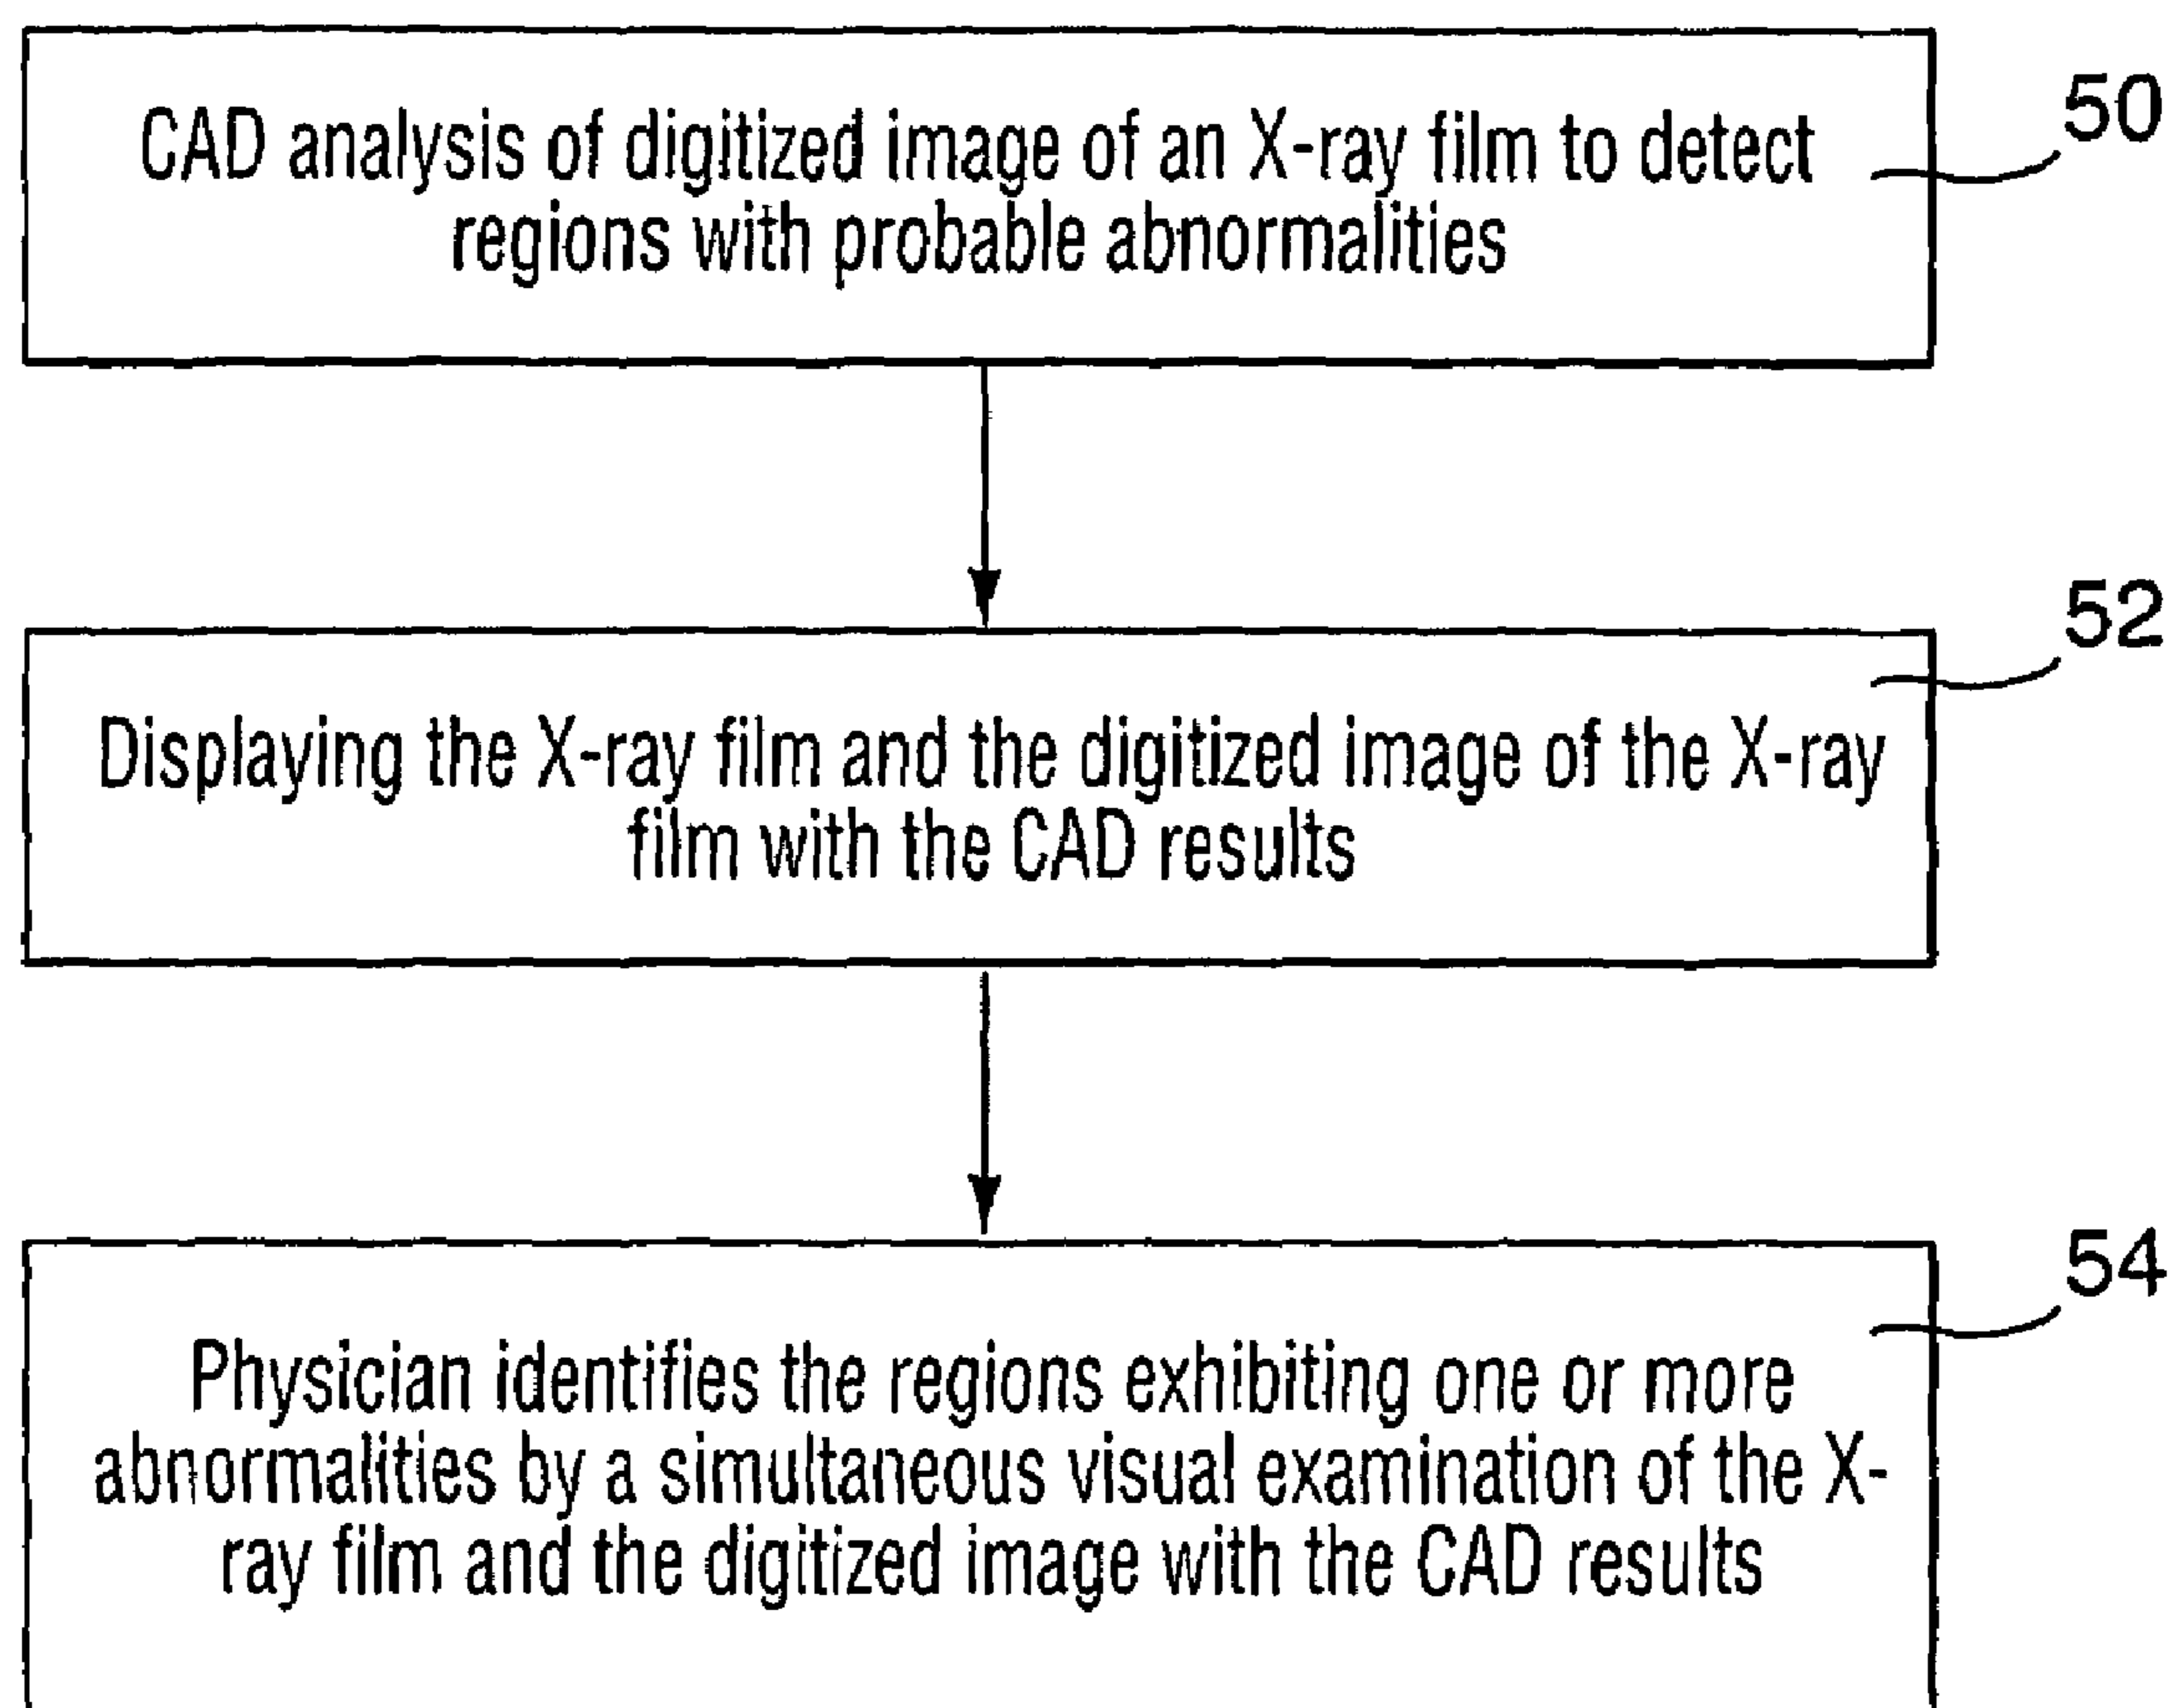 CAD analysis of digitized image of an X-ray film to detect
regions with probable abnormalities
50
Displaying the X-ray film and the digitized image of the X-ray
film with the CAD results
52
Physician identifies the regions exhibiting one or more
abnormalities by a simultaneous visual examination of the X-
ray film and the digitized image with the CAD results
54